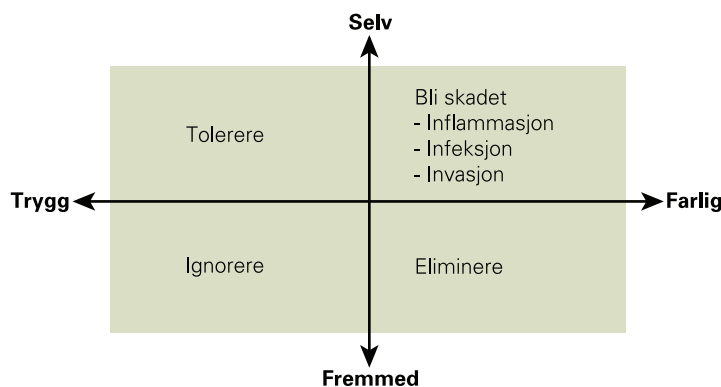 Selv
Tolerere
Bli skadet
- Inflammasjon
- Infeksjon
- Invasjon
Trygg
Farlig
Ignorere
Eliminere
Fremmed